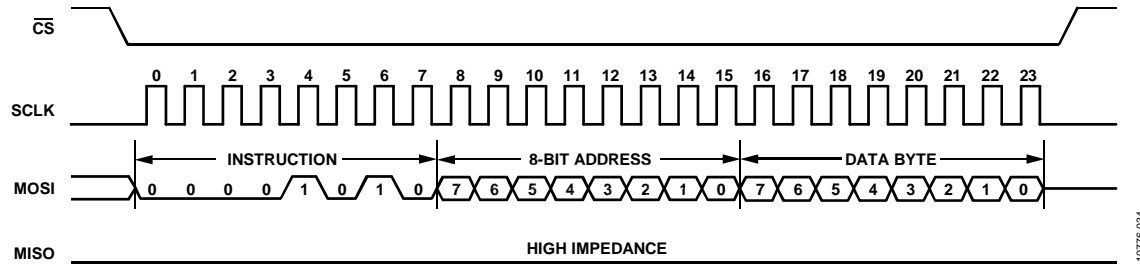 CS
0 1 2 3 4 5 6 7 8 9 10 11 12 13 14 15 16 17 18 19 20 21 22 23
SCLK
INSTRUCTION 8-BIT ADDRESS DATA BYTE
MOSI 0 0 0 0 1 0 1 0 7 6 5 4 3 2 1 0 7 6 5 4 3 2 1 0
MISO HIGH IMPEDANCE
10776-024